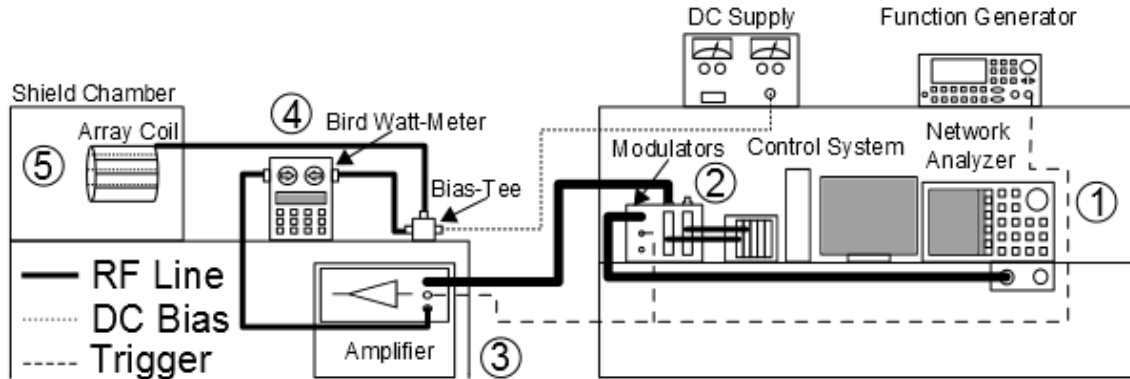 DC Supply
Function Generator
Shield Chamber
Array Coil
④
Bird Watt-Meter
⑤
Bias-Tee
Modulators
②
Control System
Network
Analyzer
①
RF Line
DC Bias
Trigger
Amplifier
③